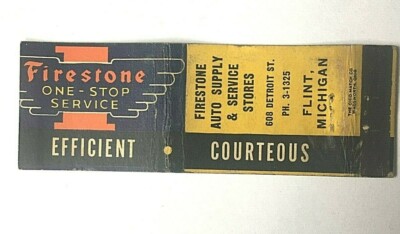 Firestone
1
ONE-STOP
SERVICE
EFFICIENT
FIRESTONE
AUTO SUPPLY
& SERVICE
STORES
608 DETROIT ST.
PH. 3-1325
FLINT,
MICHIGAN
COURTEOUS